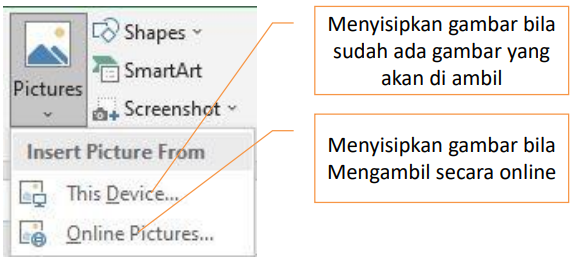 Pictures
Shapes
SmartArt
Screenshot
Insert Picture From
This Device...
Online Pictures...
Menyisipkan gambar bila
sudah ada gambar yang
akan di ambil
Menyisipkan gambar bila
Mengambil secara online